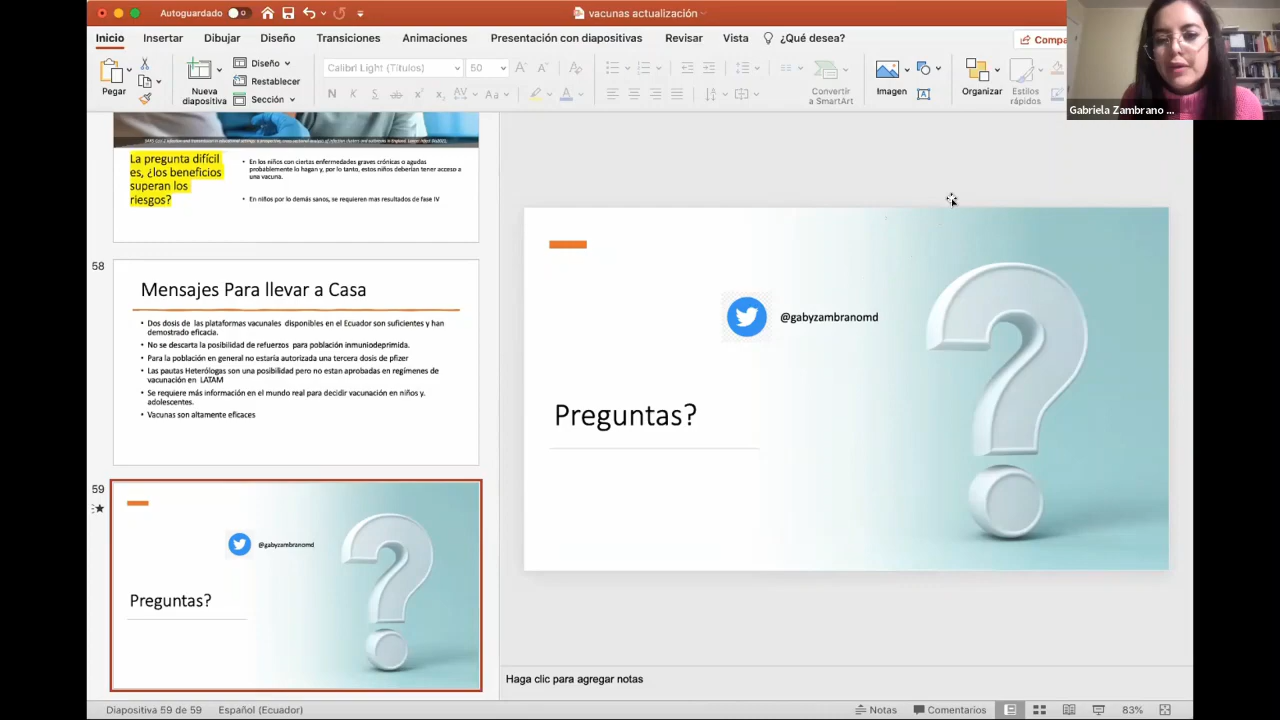 Autoguardado
vacunas actualización
Inicio
Insertar
Dibujar
Diseño
Transiciones
Animaciones
Presentación con diapositivas
Revisar
Vista
¿Qué desea?
Compa
Pegar
Nueva
diapositiva
Diseño
Restablecer
Sección
Calibri Light (Títulos)
50
Convertir
a SmartArt
Imagen
Organizar
Estilos
rápidos
Gabriela Zambrano ...
La pregunta difícil
es, ¿los beneficios
superan los
riesgos?
• En los niños con ciertas enfermedades graves crónicas o agudas
probablemente lo hagan y, por lo tanto, estos niños deberían tener acceso a
una vacuna.
• En niños por lo demás sanos, se requieren mas resultados de fase IV
58
Mensajes Para llevar a Casa
• Dos dosis de las plataformas vacunales disponibles en el Ecuador son suficientes y han
demostrado eficacia.
• No se descarta la posibilidad de refuerzos para población inmuniodeprimida.
• Para la población en general no estaría autorizada una tercera dosis de pfizer
• Las pautas Heterólogas son una posibilidad pero no estan aprobadas en regímenes de
vacunación en LATAM
• Se requiere más información en el mundo real para decidir vacunación en niños y.
adolescentes.
• Vacunas son altamente eficaces
59
@gabyzambranomd
Preguntas?
@gabyzambranomd
Preguntas?
Haga clic para agregar notas
Diapositiva 59 de 59
Español (Ecuador)
Notas
Comentarios
83%